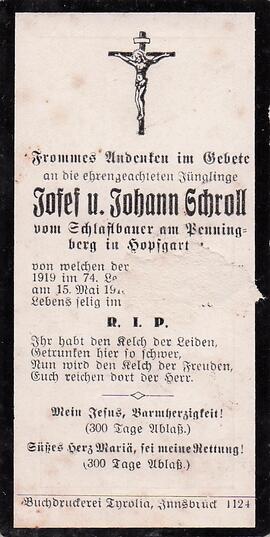 Frommes Andenken im Gebete
an die ehrengeachteten Jünglinge
Josef u. Johann Schroll
vom Schlaflbauer am Penning-
berg in Hopfgart
von welchen der
1919 im 74. Le
am 15. Mai 19
Lebens selig im
R. I. P.
Ihr habt den Kelch der Leiden,
Getrunken hier so schwer,
Nun wird den Kelch der Freuden,
Euch reichen dort der Herr.
Mein Jesus, Barmherzigkeit!
(300 Tage Ablaß.)
Süßes Herz Mariä, sei meine Rettung!
(300 Tage Ablaß.)
Buchdruckerei Tyrolia, Innsbruck 1124